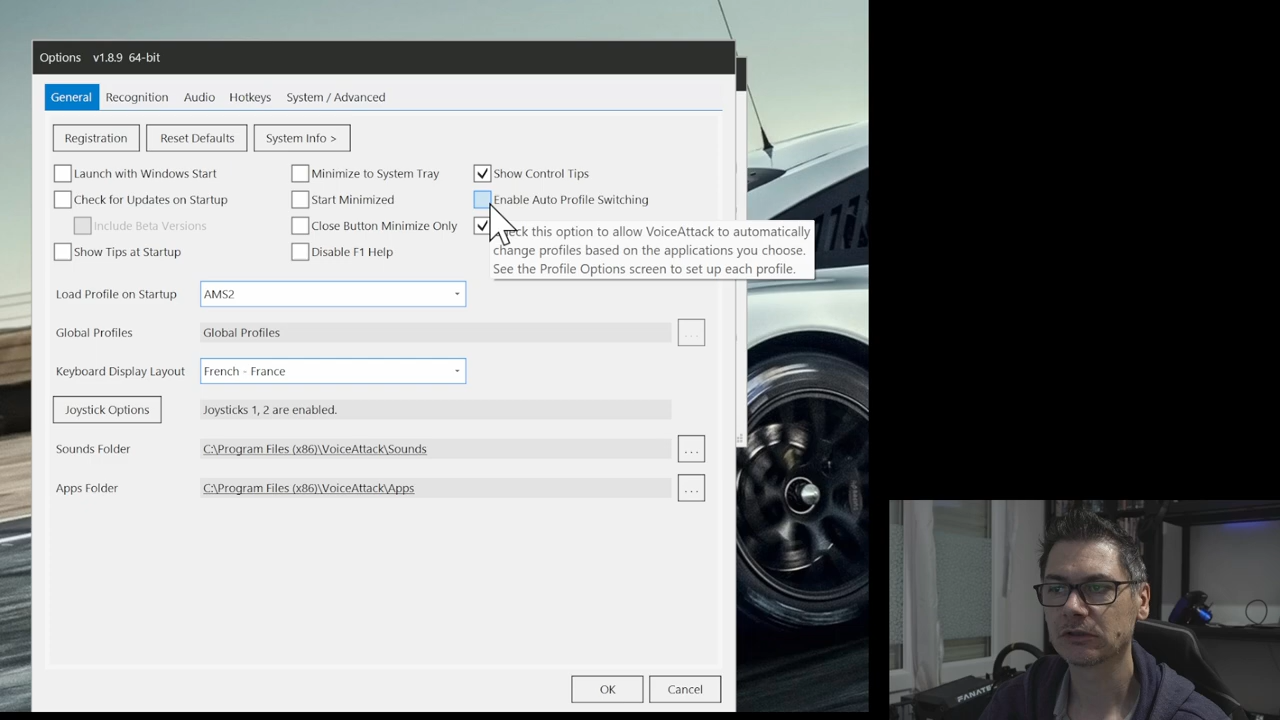 Options v1.8.9 64-bit
General Recognition Audio Hotkeys System / Advanced
Registration Reset Defaults System Info >
Launch with Windows Start Minimize to System Tray Show Control Tips
Check for Updates on Startup Start Minimized Enable Auto Profile Switching
Include Beta Versions Close Button Minimize Only
Show Tips at Startup Disable F1 Help
this option to allow VoiceAttack to automatically
change profiles based on the applications you choose.
See the Profile Options screen to set up each profile.
Load Profile on Startup AMS2
Global Profiles Global Profiles ...
Keyboard Display Layout French - France
Joystick Options Joysticks 1, 2 are enabled.
Sounds Folder C:\Program Files (x86)\VoiceAttack\Sounds ...
Apps Folder C:\Program Files (x86)\VoiceAttack\Apps ...
OK Cancel